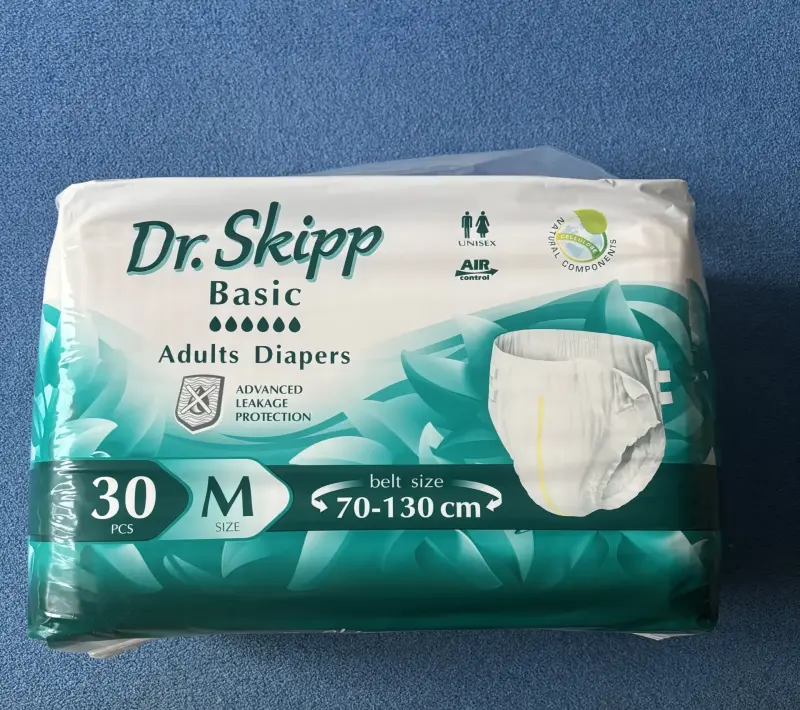 Dr. Skipp
Basic
Adults Diapers
ADVANCED
LEAKAGE
PROTECTION
UNISEX
AIR
control
NATURAL COMPONENTS
30
PCS
M
SIZE
belt size
70-130 cm